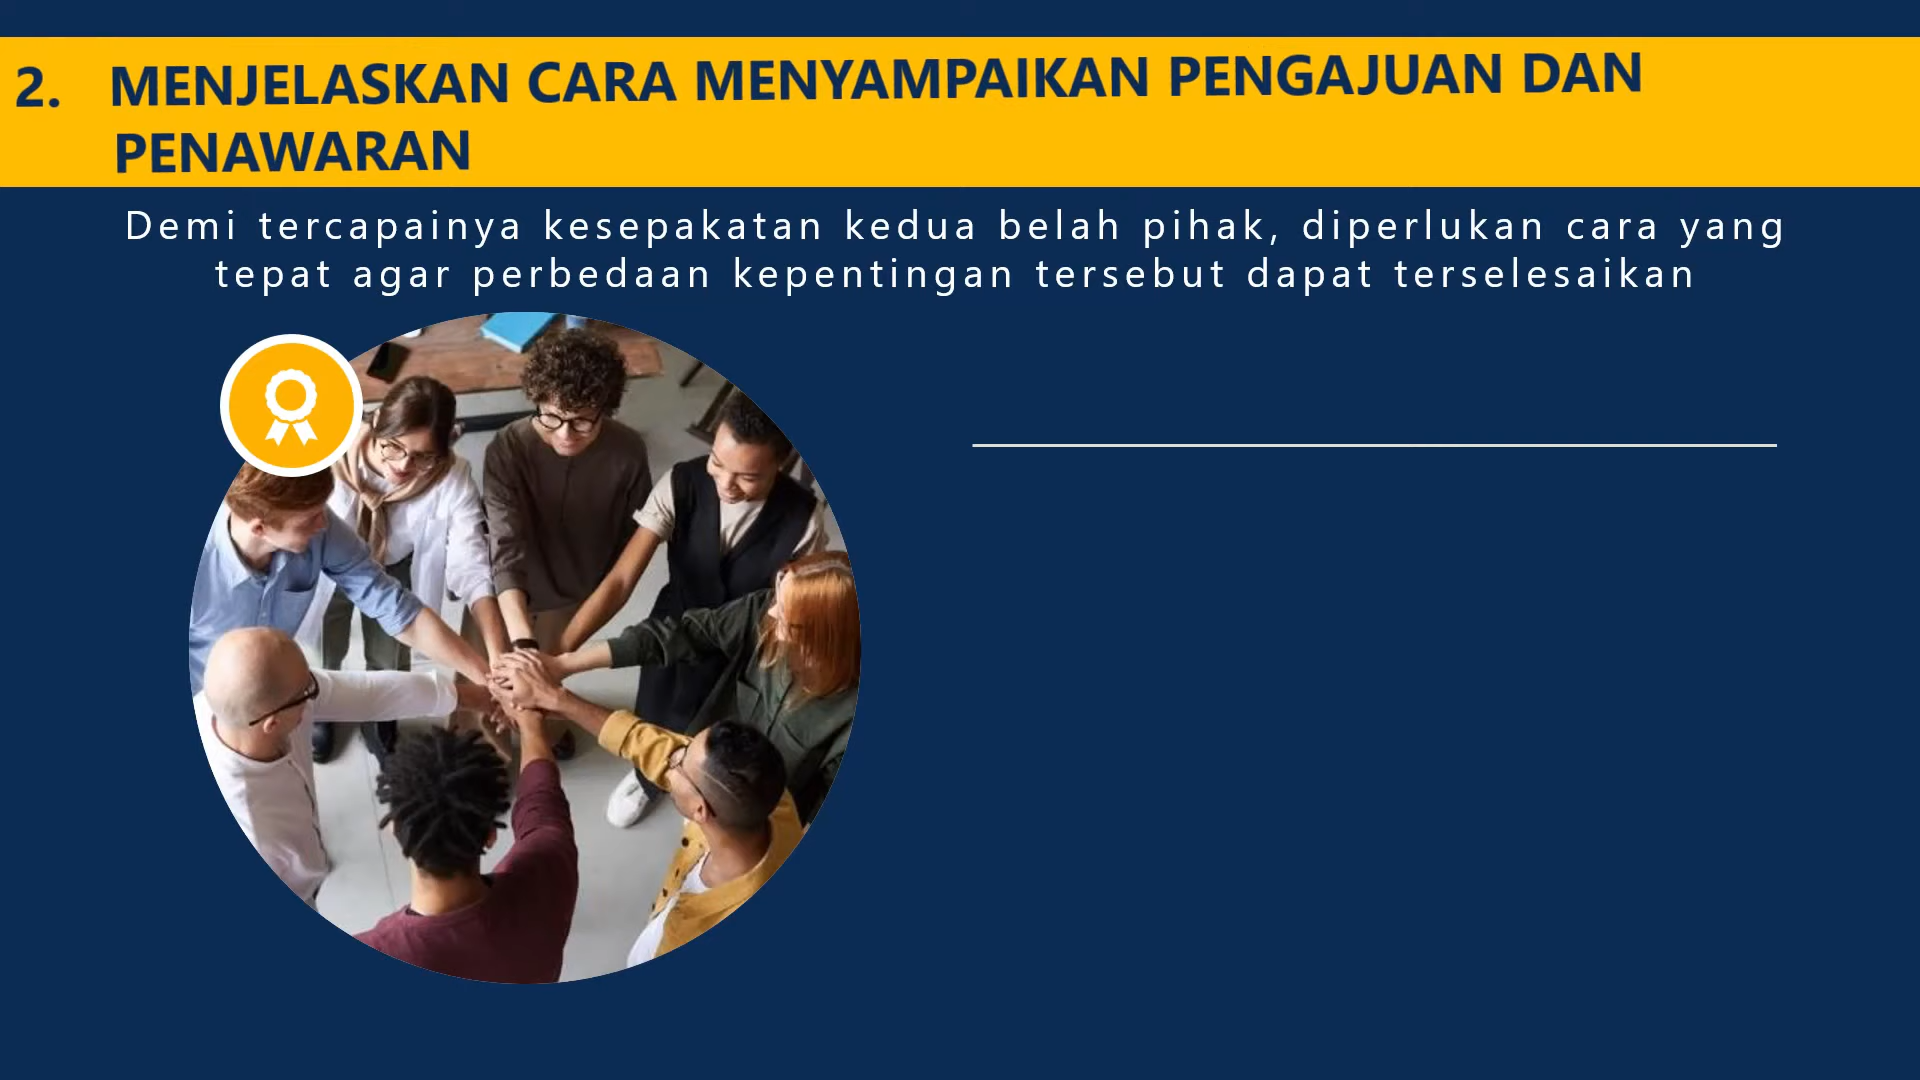 2. MENJELASKAN CARA MENYAMPAIKAN PENGAJUAN DAN
PENAWARAN
Demi tercapainya kesepakatan kedua belah pihak, diperlukan cara yang
tepat agar perbedaan kepentingan tersebut dapat terselesaikan